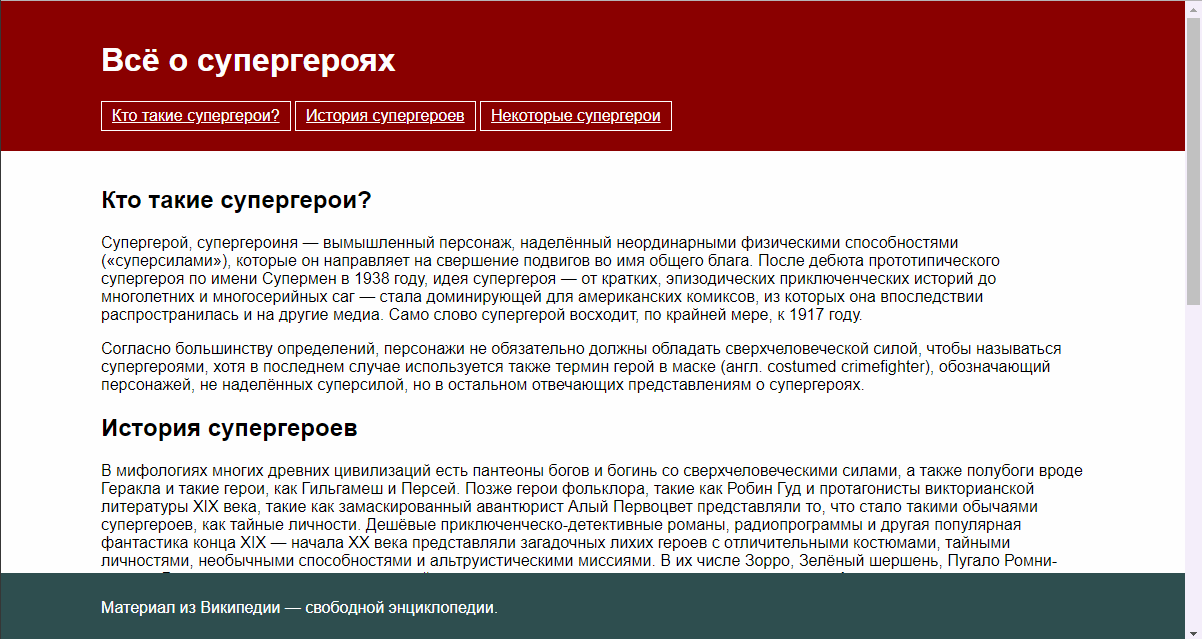 Всё о супергероях
Кто такие супергерои? История супергероев Некоторые супергерои
Кто такие супергерои?
Супергерой, супергероиня — вымышленный персонаж, наделённый неординарными физическими способностями
(«суперсилами»), которые он направляет на свершение подвигов во имя общего блага. После дебюта прототипического
супергероя по имени Супермен в 1938 году, идея супергероя — от кратких, эпизодических приключенческих историй до
многолетних и многосерийных саг — стала доминирующей для американских комиксов, из которых она впоследствии
распространилась и на другие медиа. Само слово супергерой восходит, по крайней мере, к 1917 году.
Согласно большинству определений, персонажи не обязательно должны обладать сверхчеловеческой силой, чтобы называться
супергероями, хотя в последнем случае используется также термин герой в маске (англ. costumed crimefighter), обозначающий
персонажей, не наделённых суперсилой, но в остальном отвечающих представлениям о супергероях.
История супергероев
В мифологиях многих древних цивилизаций есть пантеоны богов и богинь со сверхчеловеческими силами, а также полубоги вроде
Геракла и такие герои, как Гильгамеш и Персей. Позже герои фольклора, такие как Робин Гуд и протагонисты викторианской
литературы XIX века, такие как замаскированный авантюрист Алый Первоцвет представляли то, что стало такими обычаями
супергероев, как тайные личности. Дешёвые приключенческо-детективные романы, радиопрограммы и другая популярная
фантастика конца XIX — начала XX века представляли загадочных лихих героев с отличительными костюмами, тайными
личностями, необычными способностями и альтруистическими миссиями. В их числе Зорро, Зелёный шершень, Пугало Ромни-
Материал из Википедии — свободной энциклопедии.